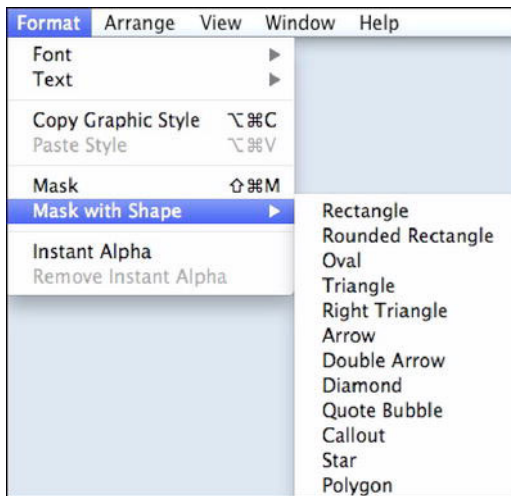 Format Arrange View Window Help
Font ▶
Text ▶
Copy Graphic Style ⌥⌘C
Paste Style ⌥⌘V
Mask ⇧⌘M
Mask with Shape ▶
Instant Alpha
Remove Instant Alpha
Rectangle
Rounded Rectangle
Oval
Triangle
Right Triangle
Arrow
Double Arrow
Diamond
Quote Bubble
Callout
Star
Polygon